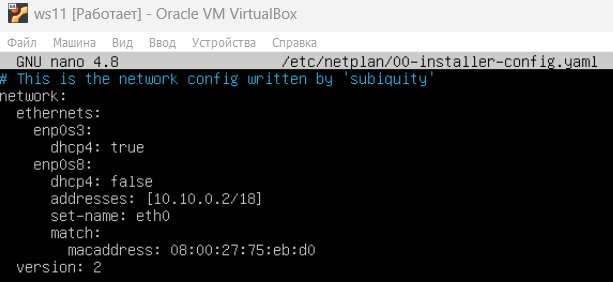 ws11 [Работает] - Oracle VM VirtualBox
Файл Машина Вид Ввод Устройства Справка
GNU nano 4.8 /etc/netplan/00-installer-config.yaml
# This is the network config written by 'subiquity'
network:
  ethernets:
    enp0s3:
      dhcp4: true
    enp0s8:
      dhcp4: false
      addresses: [10.10.0.2/18]
      set-name: eth0
      match:
        macaddress: 08:00:27:75:eb:d0
  version: 2